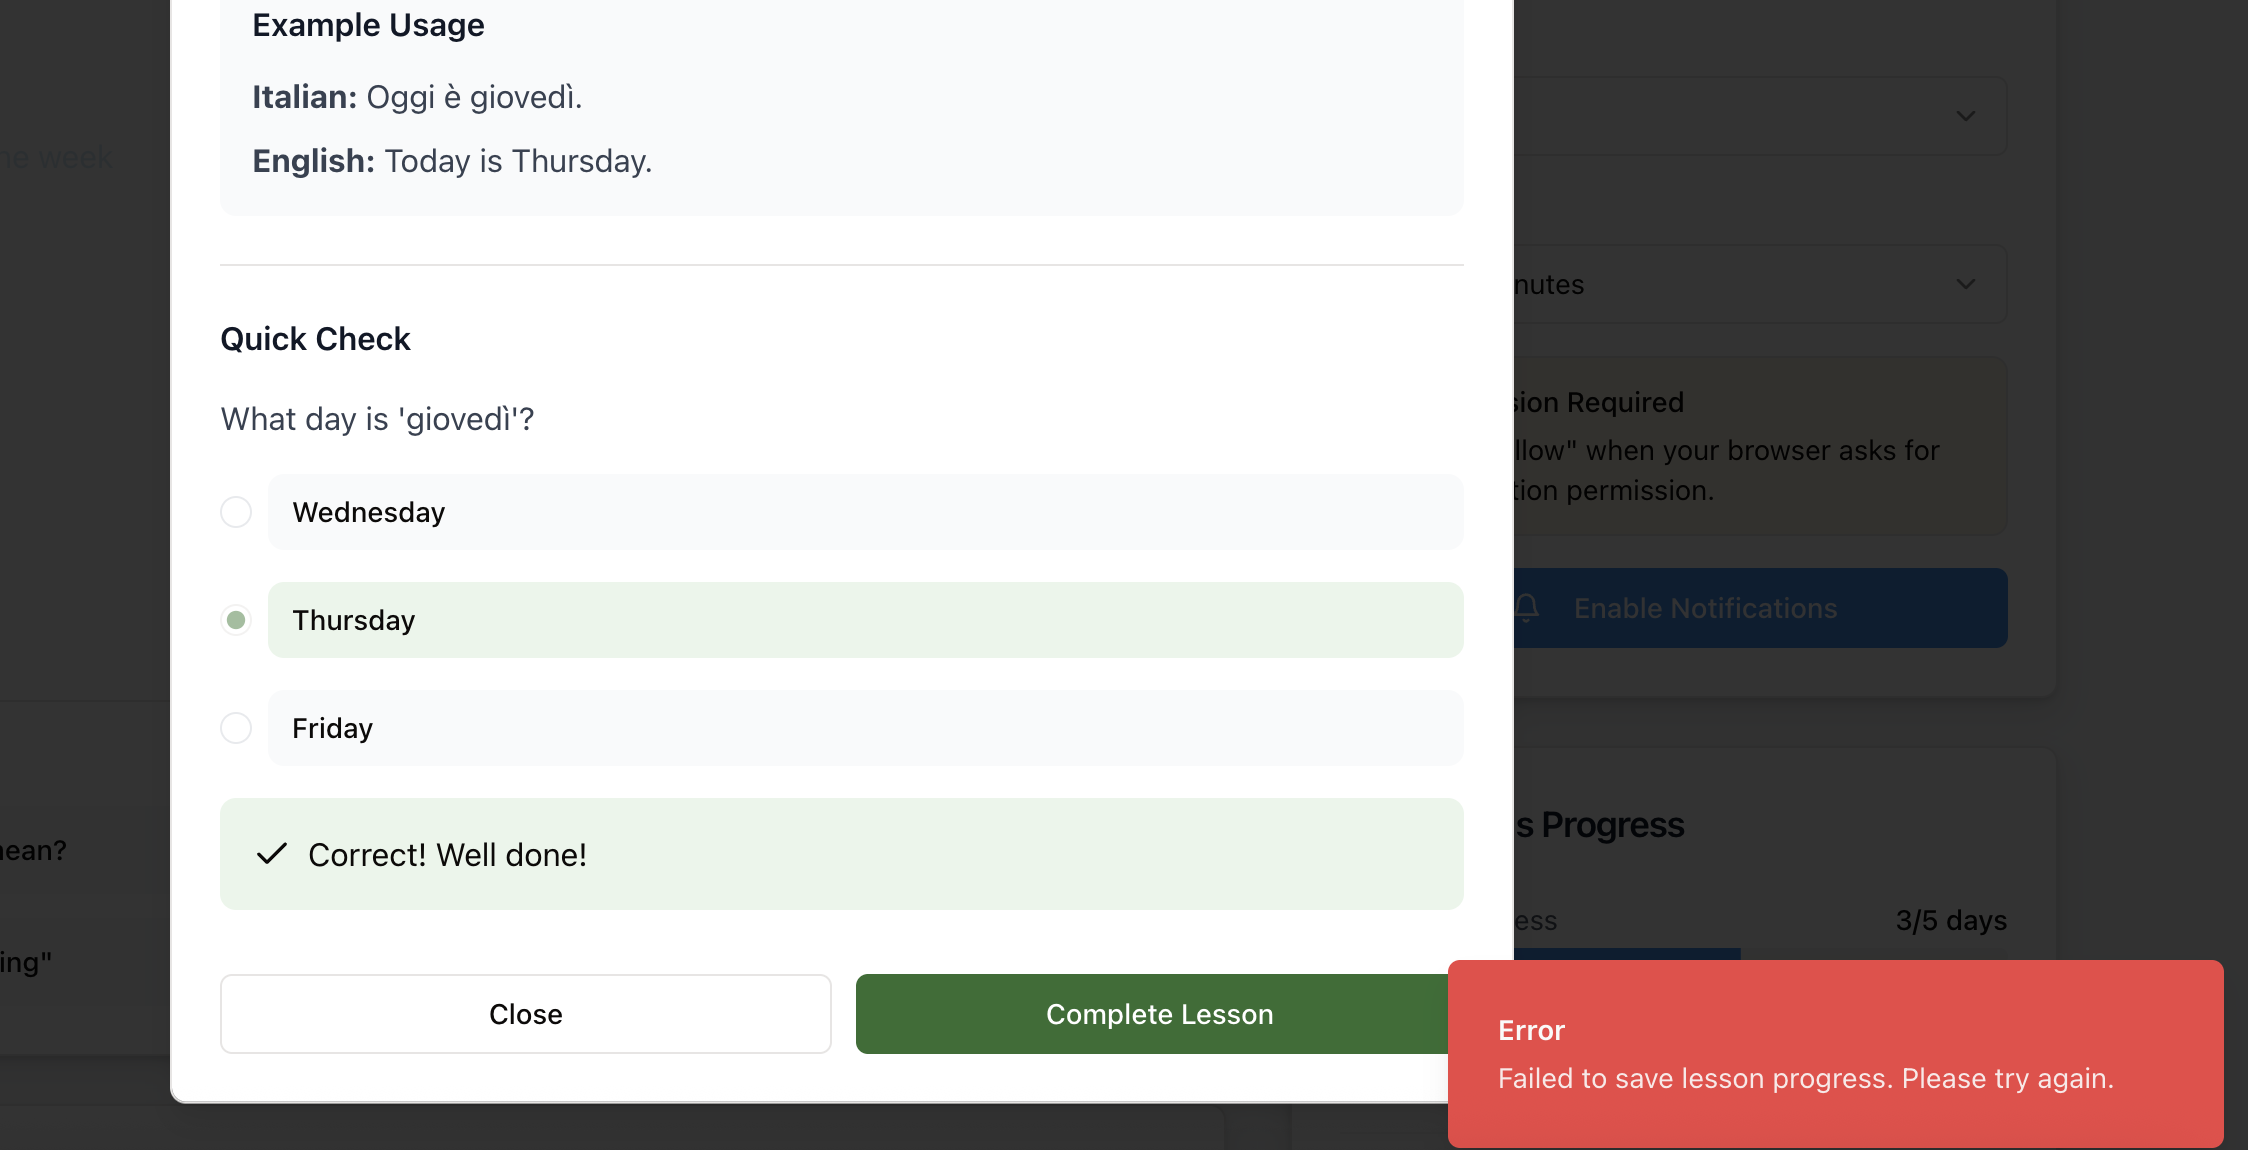 Example Usage
Italian: Oggi è giovedì.
English: Today is Thursday.
he week
nutes
Quick Check
What day is 'giovedì'?
Wednesday
Thursday
Friday
sion Required
llow" when your browser asks for
tion permission.
Enable Notifications
Correct! Well done!
nean?
ing"
s Progress
ess
3/5 days
Close
Complete Lesson
Error
Failed to save lesson progress. Please try again.